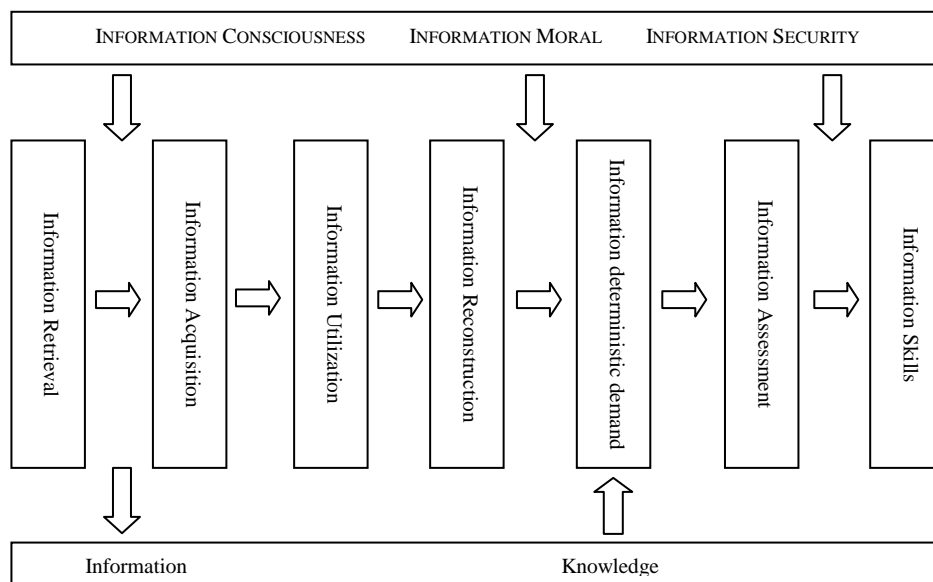 INFORMATION CONSCIOUSNESS INFORMATION MORAL INFORMATION SECURITY
Information Retrieval
Information Acquisition
Information Utilization
Information Reconstruction
Information deterministic demand
Information Assessment
Information Skills
Information Knowledge